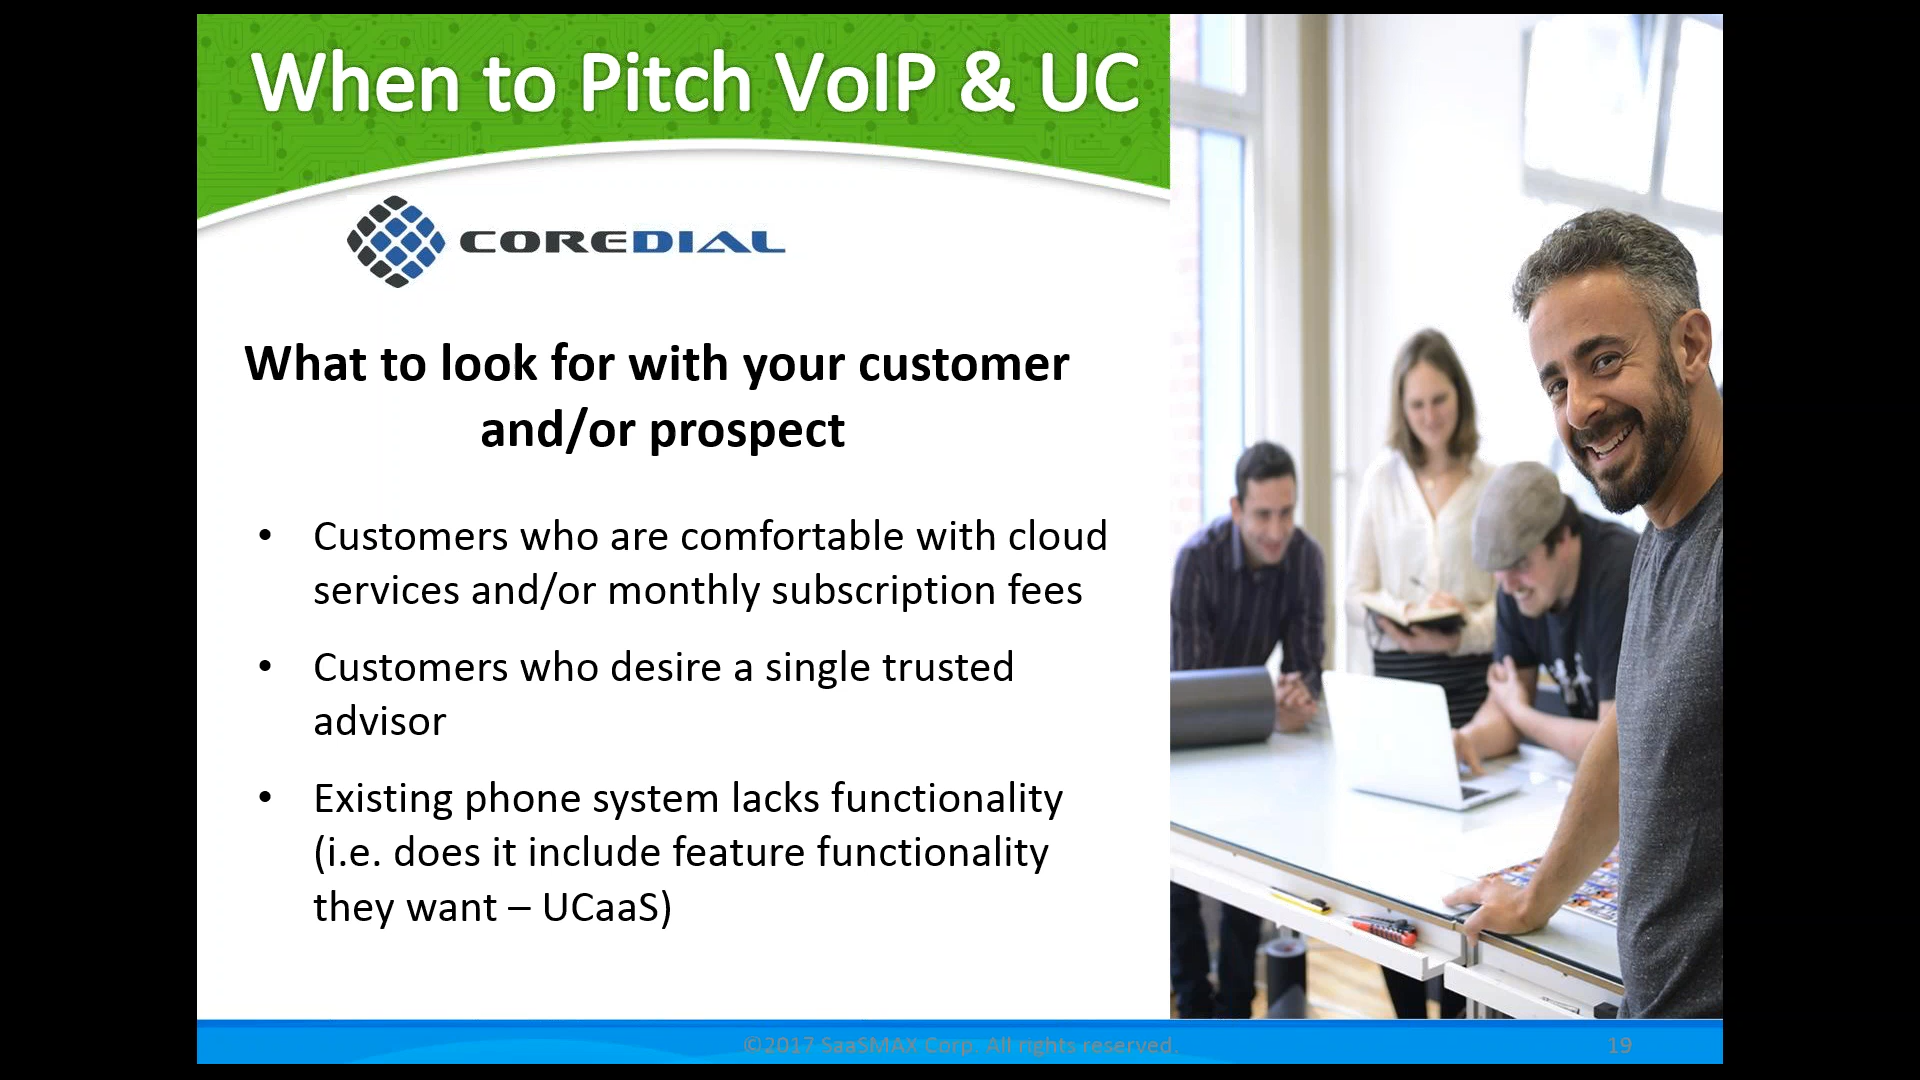 When to Pitch VoIP & UC
COREDIAL
What to look for with your customer
and/or prospect
• Customers who are comfortable with cloud
services and/or monthly subscription fees
• Customers who desire a single trusted
advisor
• Existing phone system lacks functionality
(i.e. does it include feature functionality
they want – UCaaS)
©2017 SaaSMAX Corp. All rights reserved.
19